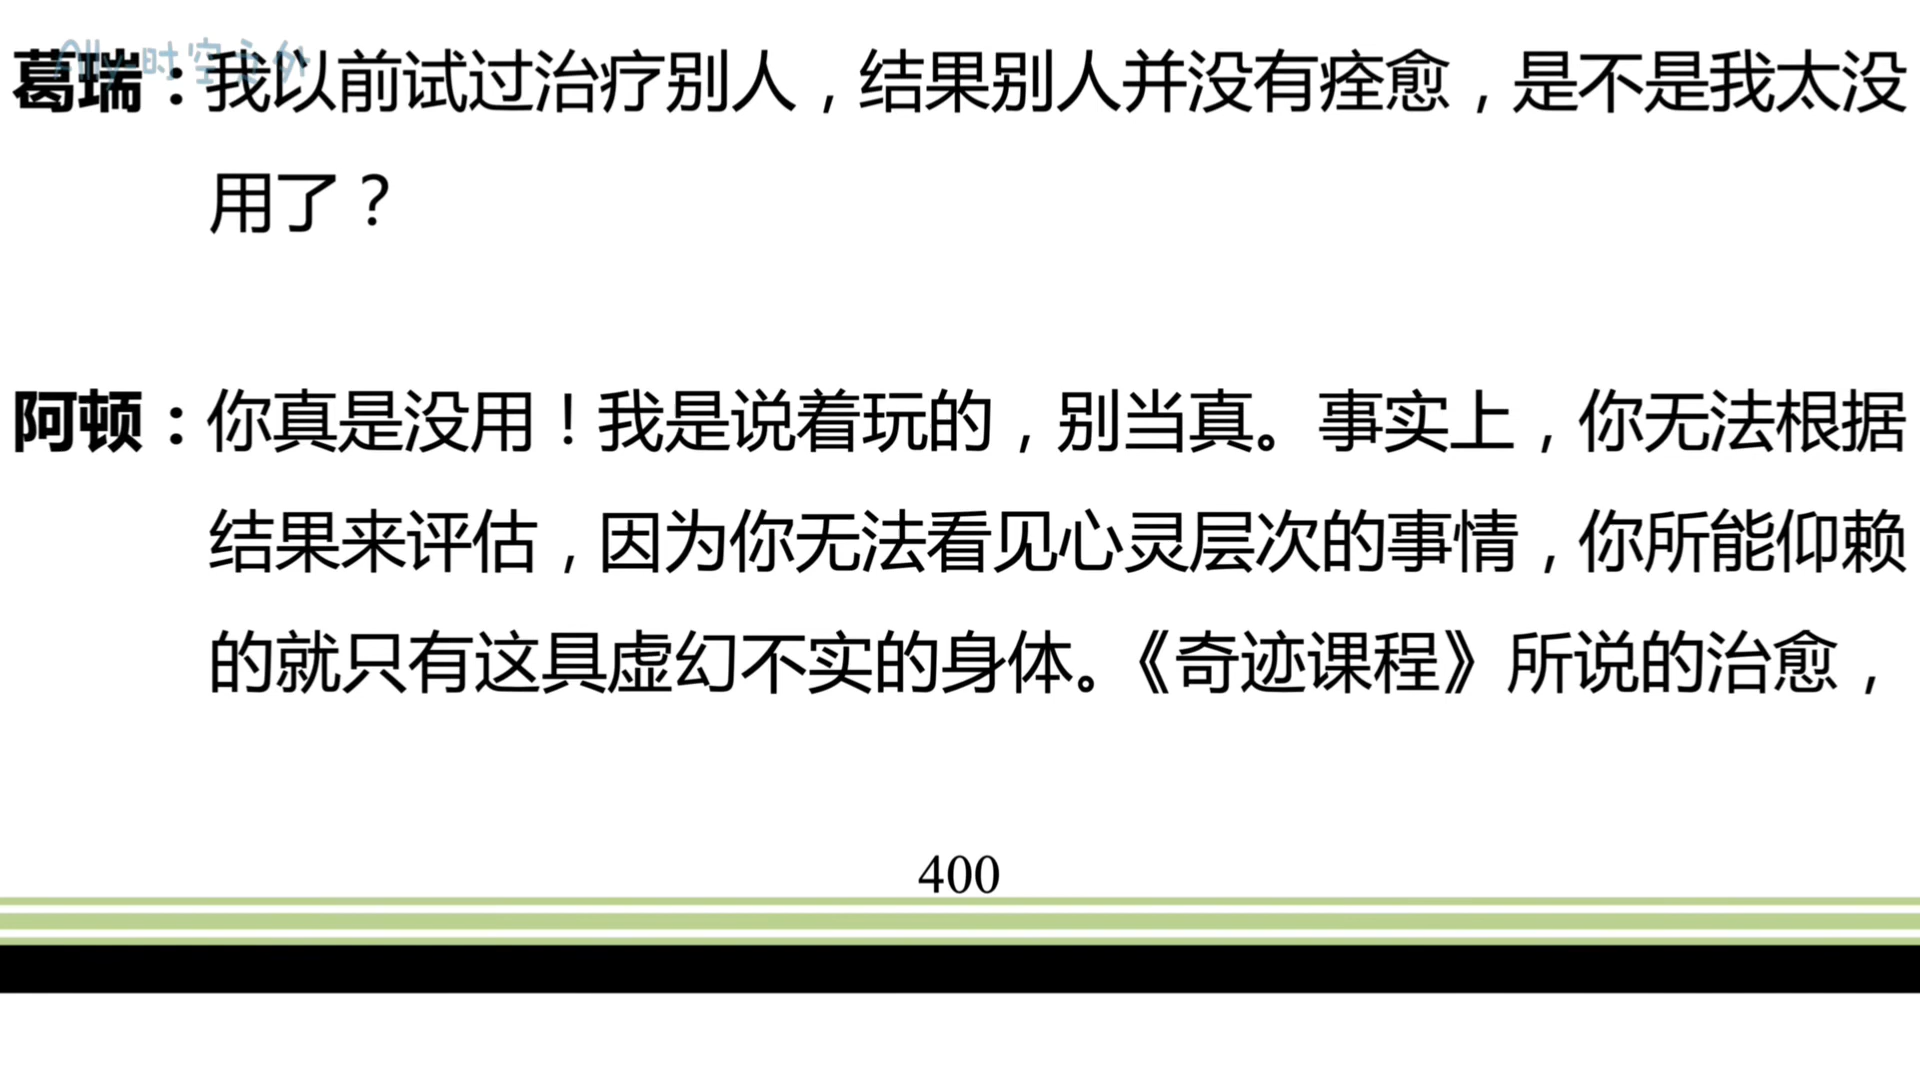 Ally-时空之外
葛瑞：我以前试过治疗别人，结果别人并没有痊愈，是不是我太没
用了？
阿顿：你真是没用！我是说着玩的，别当真。事实上，你无法根据
结果来评估，因为你无法看见心灵层次的事情，你所能仰赖
的就只有这具虚幻不实的身体。《奇迹课程》所说的治愈，
400